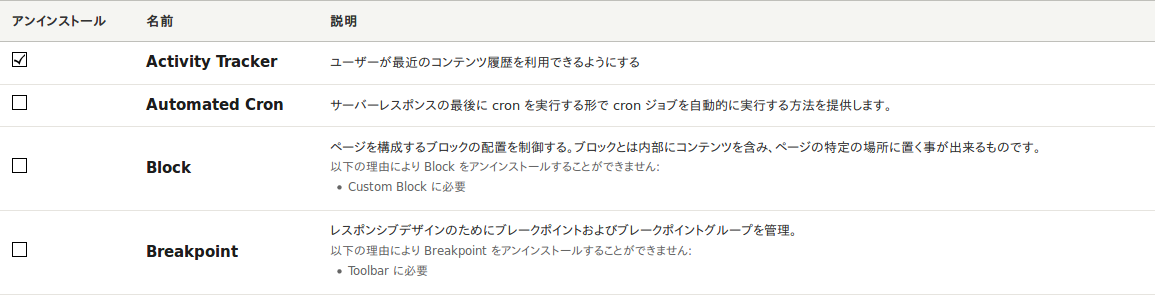 アンインストール 名前 説明
Activity Tracker ユーザーが最近のコンテンツ履歴を利用できるようにする
Automated Cron サーバーレスポンスの最後に cron を実行する形で cron ジョブを自動的に実行する方法を提供します。
Block ページを構成するブロックの配置を制御する。ブロックとは内部にコンテンツを含み、ページの特定の場所に置く事が出来るものです。
以下の理由により Block をアンインストールすることができません:
• Custom Block に必要
Breakpoint レスポンシブデザインのためにブレークポイントおよびブレークポイントグループを管理。
以下の理由により Breakpoint をアンインストールすることができません:
• Toolbar に必要